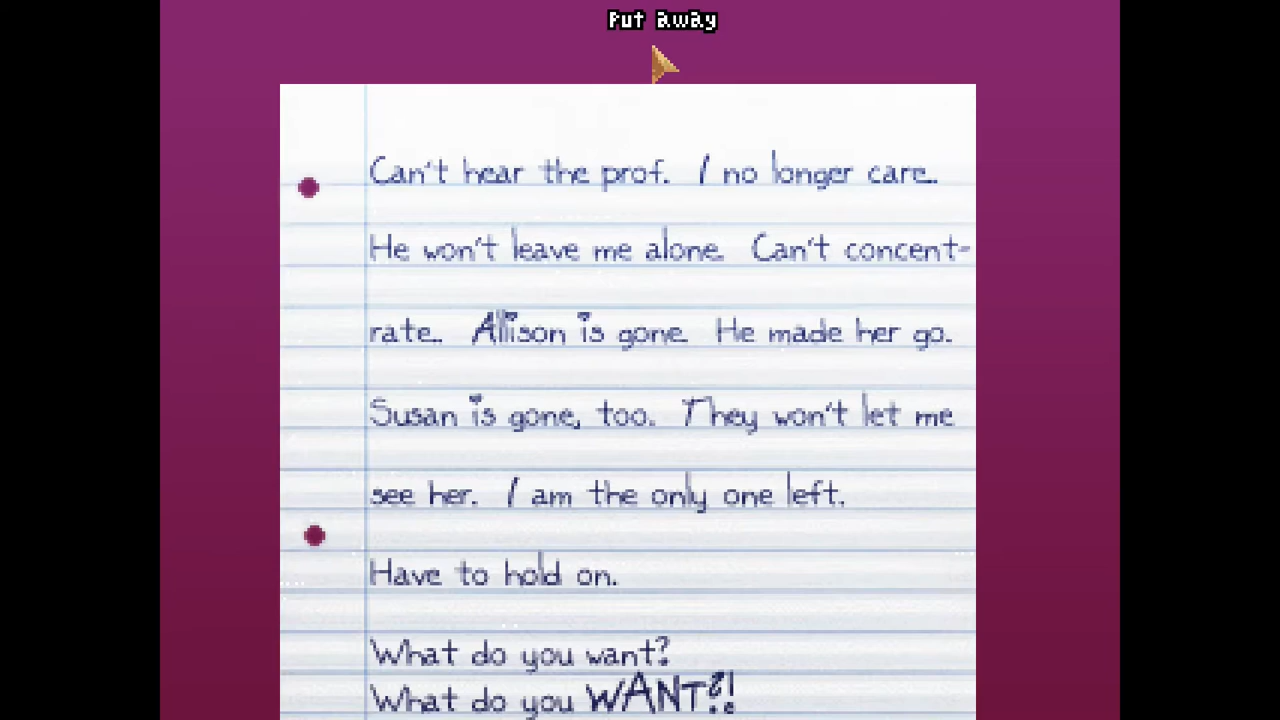 Put away
Can't hear the prof. I no longer care.
He won't leave me alone. Can't concent-
rate. Allison is gone. He made her go.
Susan is gone, too. They won't let me
see her. I am the only one left.
Have to hold on.
What do you want?
What do you WANT?!